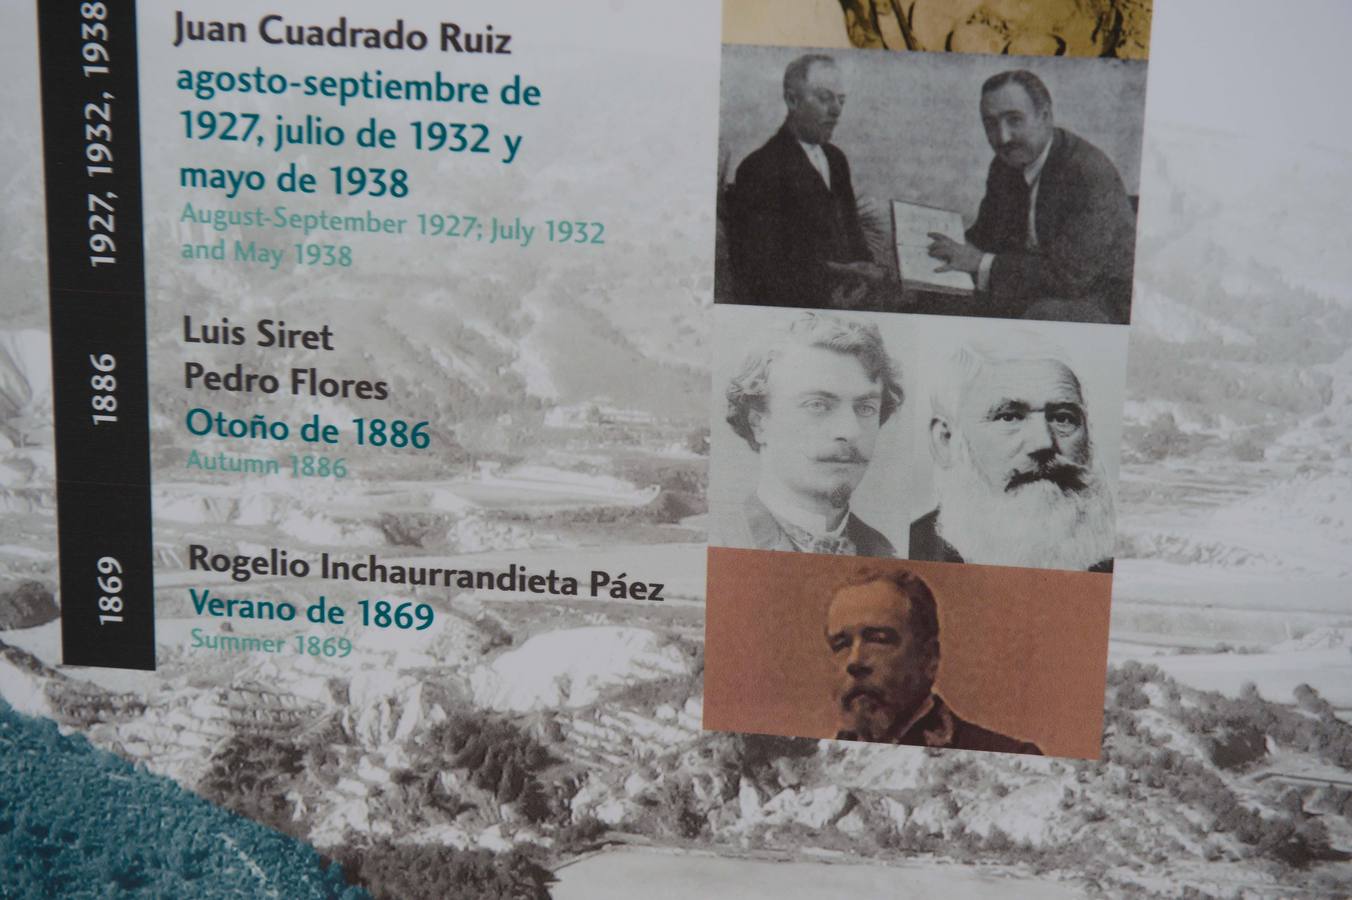 1927, 1932, 1938
Juan Cuadrado Ruiz
agosto-septiembre de
1927, julio de 1932 y
mayo de 1938
August-September 1927; July 1932
and May 1938
1886
Luis Siret
Pedro Flores
Otoño de 1886
Autumn 1886
1869
Rogelio Inchaurrandieta Páez
Verano de 1869
Summer 1869